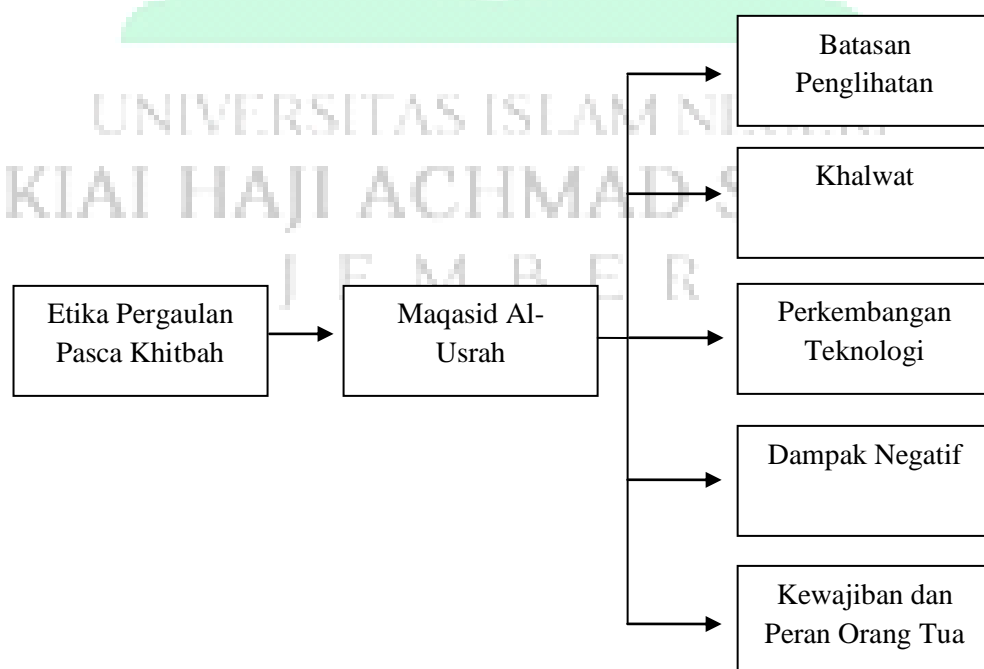 Batasan
Penglihatan
UNIVERSITAS ISLAM
Khalwat
KIAI HAJI ACHMAD
JEMBER
Etika Pergaulan
Pasca Khitbah
Maqasid Al-
Usrah
Perkembangan
Teknologi
Dampak Negatif
Kewajiban dan
Peran Orang Tua